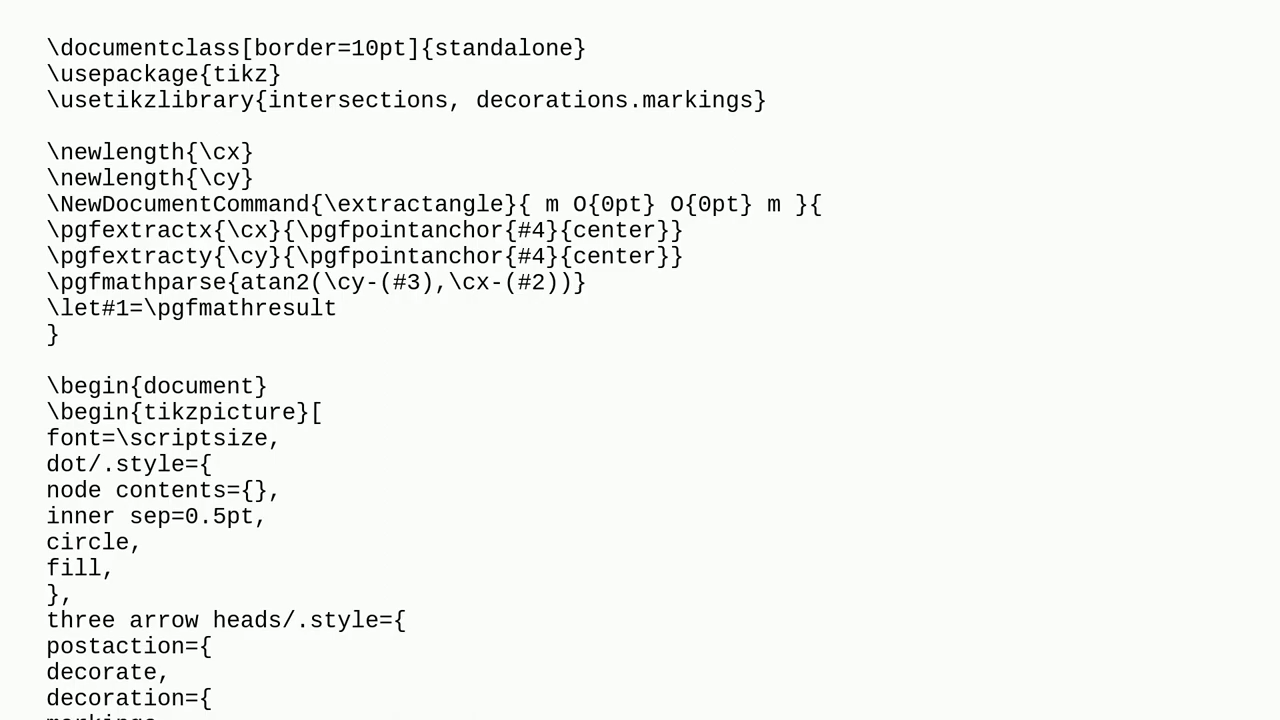 \documentclass[border=10pt]{standalone}
\usepackage{tikz}
\usetikzlibrary{intersections, decorations.markings}
\newlength{\cx}
\newlength{\cy}
\NewDocumentCommand{\extractangle}{ m O{0pt} O{0pt} m }{
\pgfextractx{\cx}{\pgfpointanchor{#4}{center}}
\pgfextracty{\cy}{\pgfpointanchor{#4}{center}}
\pgfmathparse{atan2(\cy-(#3),\cx-(#2))}
\let#1=\pgfmathresult
}
\begin{document}
\begin{tikzpicture}[
font=\scriptsize,
dot/.style={
node contents={},
inner sep=0.5pt,
circle,
fill,
},
three arrow heads/.style={
postaction={
decorate,
decoration={